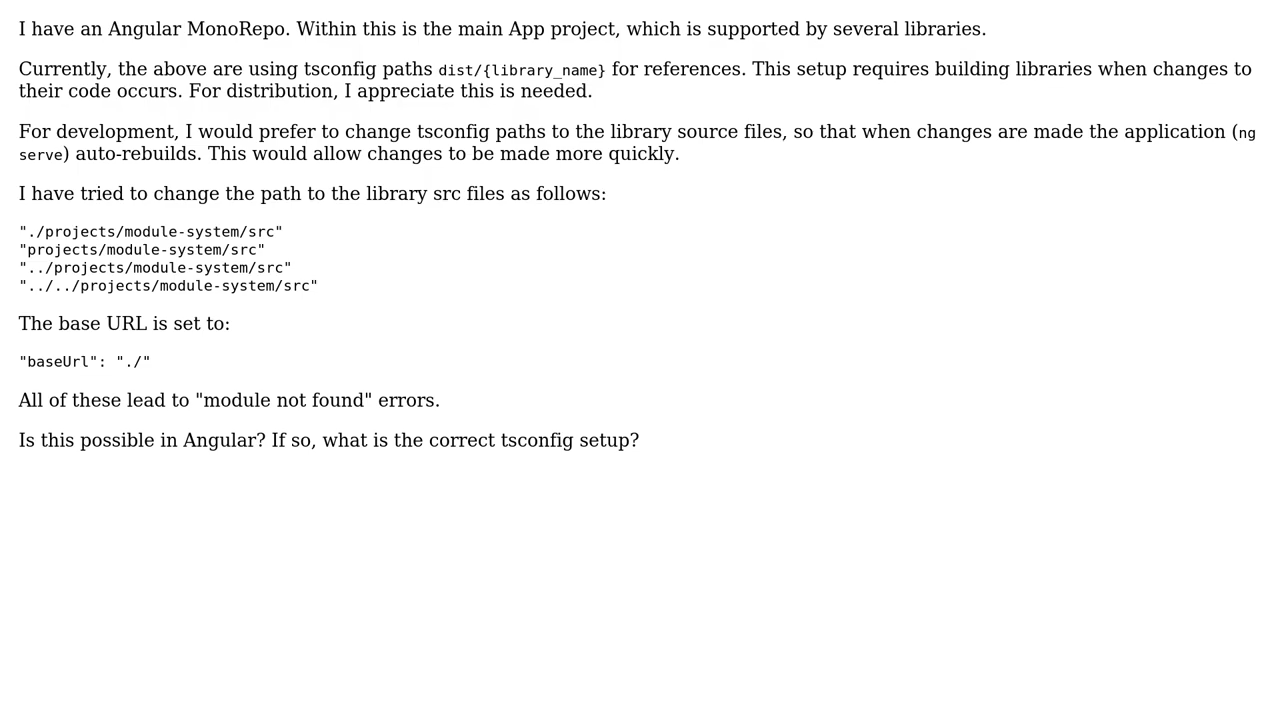 I have an Angular MonoRepo. Within this is the main App project, which is supported by several libraries.
Currently, the above are using tsconfig paths dist/{library_name} for references. This setup requires building libraries when changes to
their code occurs. For distribution, I appreciate this is needed.
For development, I would prefer to change tsconfig paths to the library source files, so that when changes are made the application (ng
serve) auto-rebuilds. This would allow changes to be made more quickly.
I have tried to change the path to the library src files as follows:
"./projects/module-system/src"
"projects/module-system/src"
"../projects/module-system/src"
"../../projects/module-system/src"
The base URL is set to:
"baseUrl": "./"
All of these lead to "module not found" errors.
Is this possible in Angular? If so, what is the correct tsconfig setup?